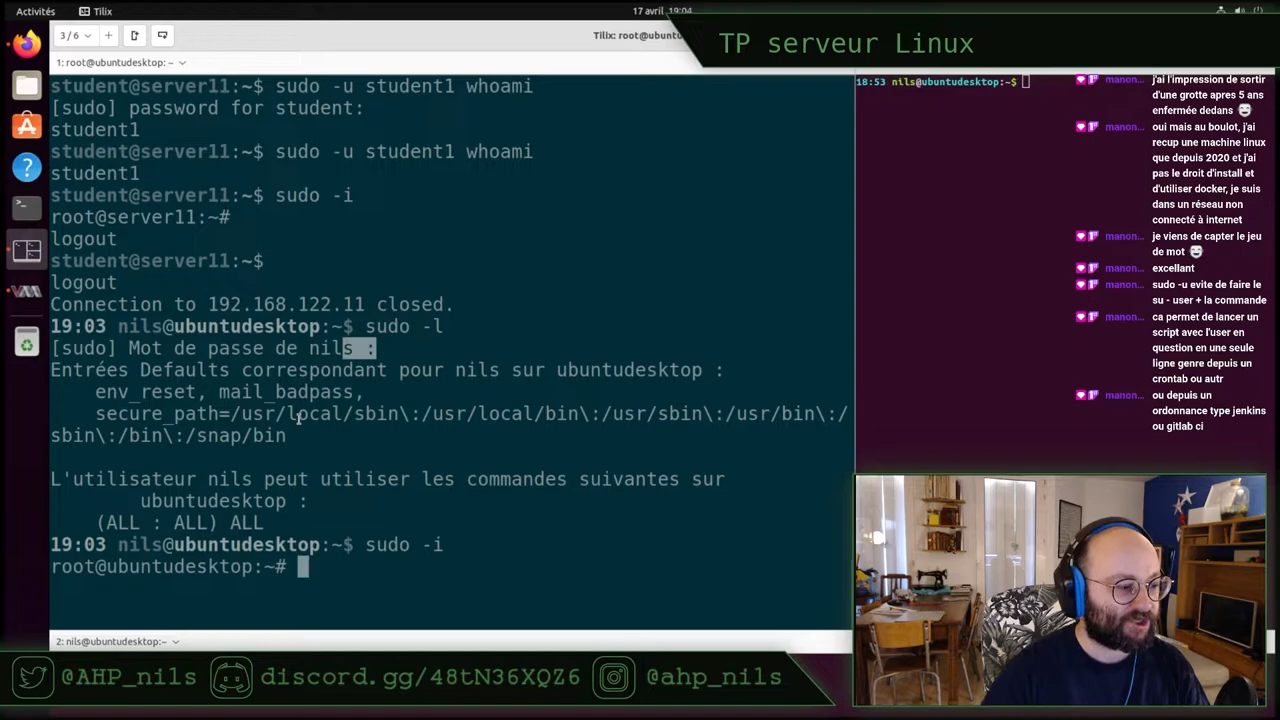 Activités
Tilix
17 avril 19:04
3/6
Tilix: root@ubuntu
TP serveur Linux
1: root@ubuntudesktop: ~
student@server11:~$ sudo -u student1 whoami
[sudo] password for student:
student1
student@server11:~$ sudo -u student1 whoami
student1
student@server11:~$ sudo -i
root@server11:~#
logout
student@server11:~$
logout
Connection to 192.168.122.11 closed.
19:03 nils@ubuntudesktop:~$ sudo -l
[sudo] Mot de passe de nils :
Entrées Defaults correspondant pour nils sur ubuntudesktop :
env_reset, mail_badpass,
secure_path=/usr/local/sbin\:/usr/local/bin\:/usr/sbin\:/usr/bin\:/
sbin\:/bin\:/snap/bin
L'utilisateur nils peut utiliser les commandes suivantes sur
ubuntudesktop :
(ALL : ALL) ALL
19:03 nils@ubuntudesktop:~$ sudo -i
root@ubuntudesktop:~#
2: nils@ubuntudesktop:~
18:53 nils@ubuntudesktop:~$
manon... j'ai l'impression de sortir
d'une grotte apres 5 ans
enfermée dedans
manon... oui mais au boulot, j'ai
recup une machine linux
que depuis 2020 et j'ai
pas le droit d'install et
d'utiliser docker, je suis
dans un réseau non
connecté à internet
manon... je viens de capter le jeu
de mot
manon... excellant
manon... sudo -u evite de faire le
su - user + la commande
manon... ca permet de lancer un
script avec l'user en
question en une seule
ligne genre depuis un
crontab ou autr
manon... ou depuis un
ordonnance type jenkins
ou gitlab ci
@AHP_nils
discord.gg/48tN36XQZ6
@ahp_nils